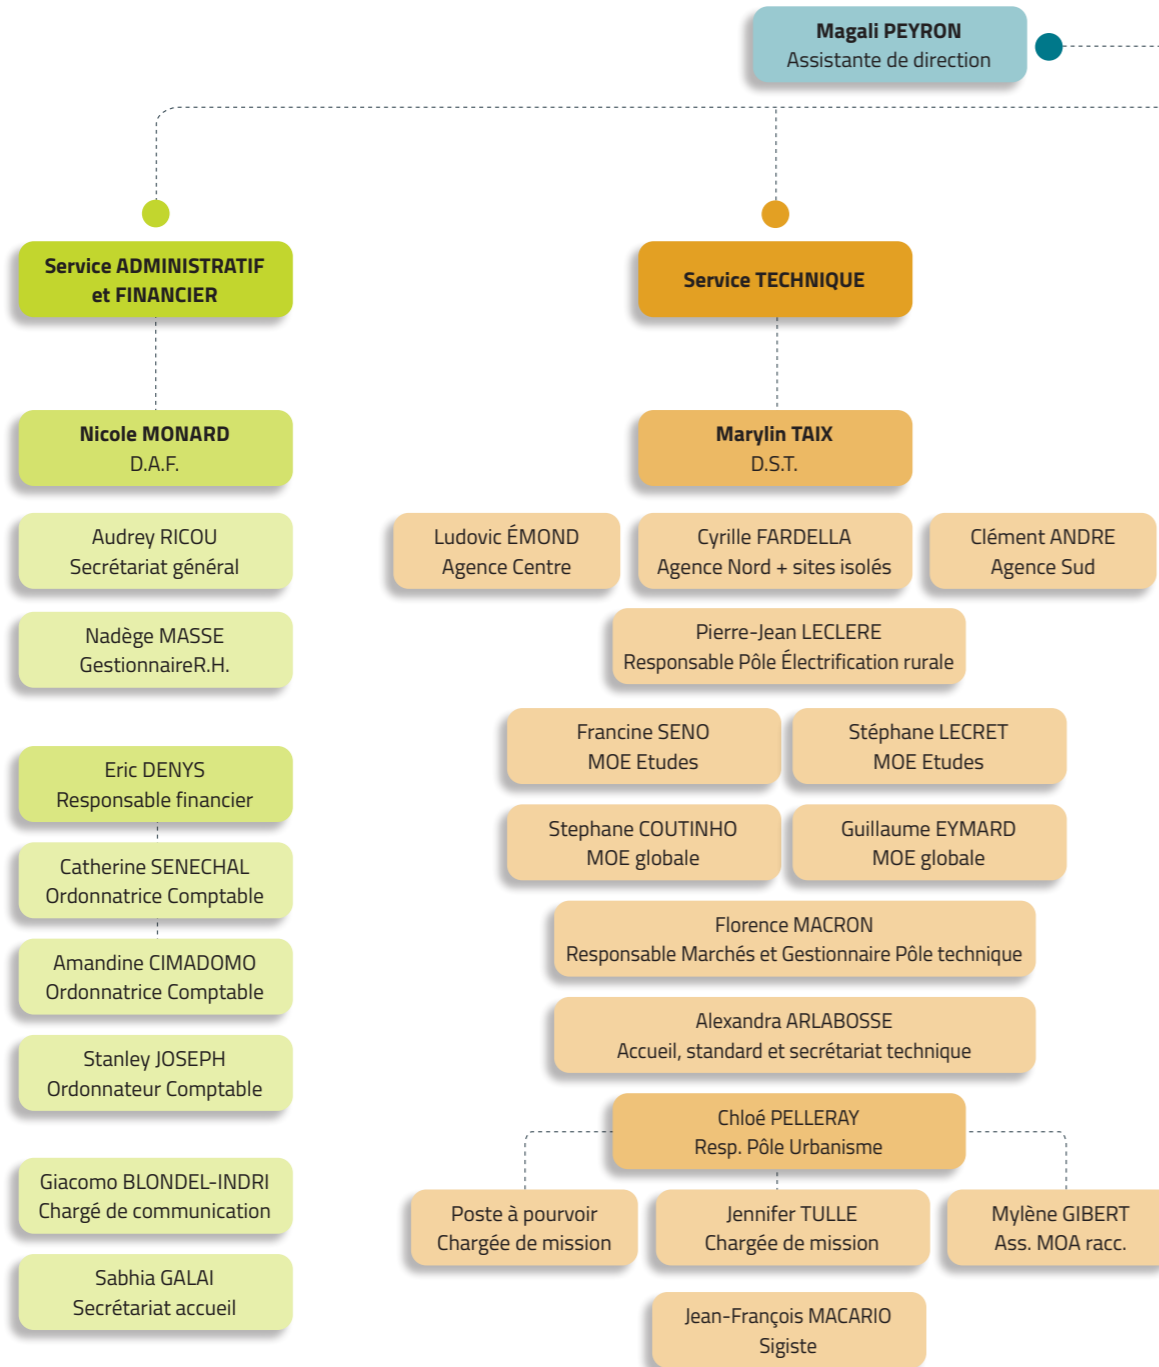 Magali PEYRON
Assistante de direction
Service ADMINISTRATIF
et FINANCIER
Nicole MONARD
D.A.F.
Audrey RICOU
Secrétariat général
Nadège MASSE
GestionnaireR.H.
Eric DENYS
Responsable financier
Catherine SENECHAL
Ordonnatrice Comptable
Amandine CIMADOMO
Ordonnatrice Comptable
Stanley JOSEPH
Ordonnateur Comptable
Giacomo BLONDEL-INDRI
Chargé de communication
Sabhia GALAI
Secrétariat accueil
Service TECHNIQUE
Marylin TAIX
D.S.T.
Ludovic ÉMOND
Agence Centre
Cyrille FARDELLA
Agence Nord + sites isolés
Clément ANDRE
Agence Sud
Pierre-Jean LECLERE
Responsable Pôle Électrification rurale
Francine SENO
MOE Etudes
Stéphane LECRET
MOE Etudes
Stephane COUTINHO
MOE globale
Guillaume EYMARD
MOE globale
Florence MACRON
Responsable Marchés et Gestionnaire Pôle technique
Alexandra ARLABOSSE
Accueil, standard et secrétariat technique
Chloé PELLERAY
Resp. Pôle Urbanisme
Poste à pourvoir
Chargée de mission
Jennifer TULLE
Chargée de mission
Mylène GIBERT
Ass. MOA racc.
Jean-François MACARIO
Sigiste